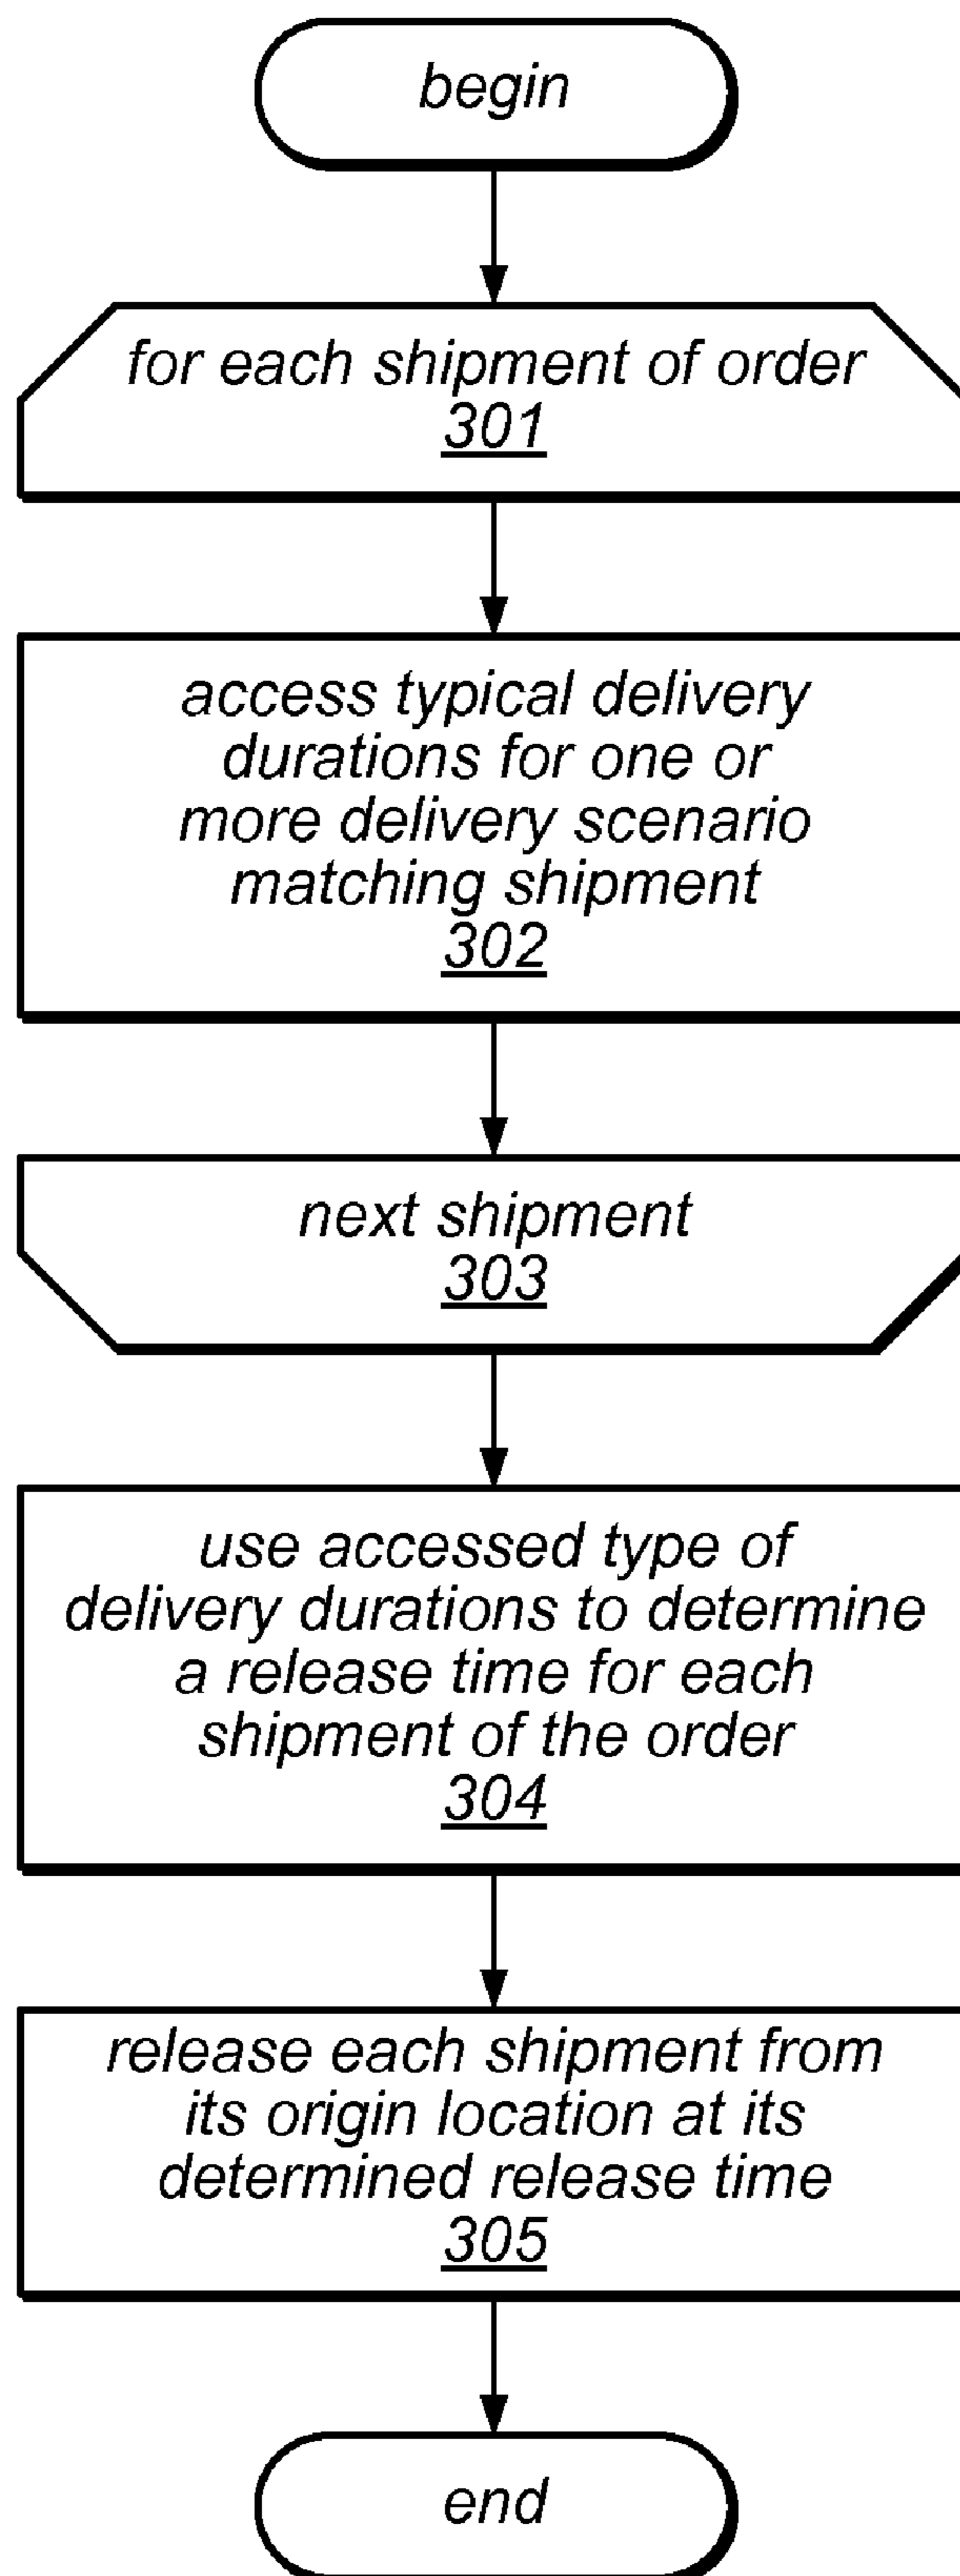 begin
for each shipment of order
301
access typical delivery
durations for one or
more delivery scenario
matching shipment
302
next shipment
303
use accessed type of
delivery durations to determine
a release time for each
shipment of the order
304
release each shipment from
its origin location at its
determined release time
305
end